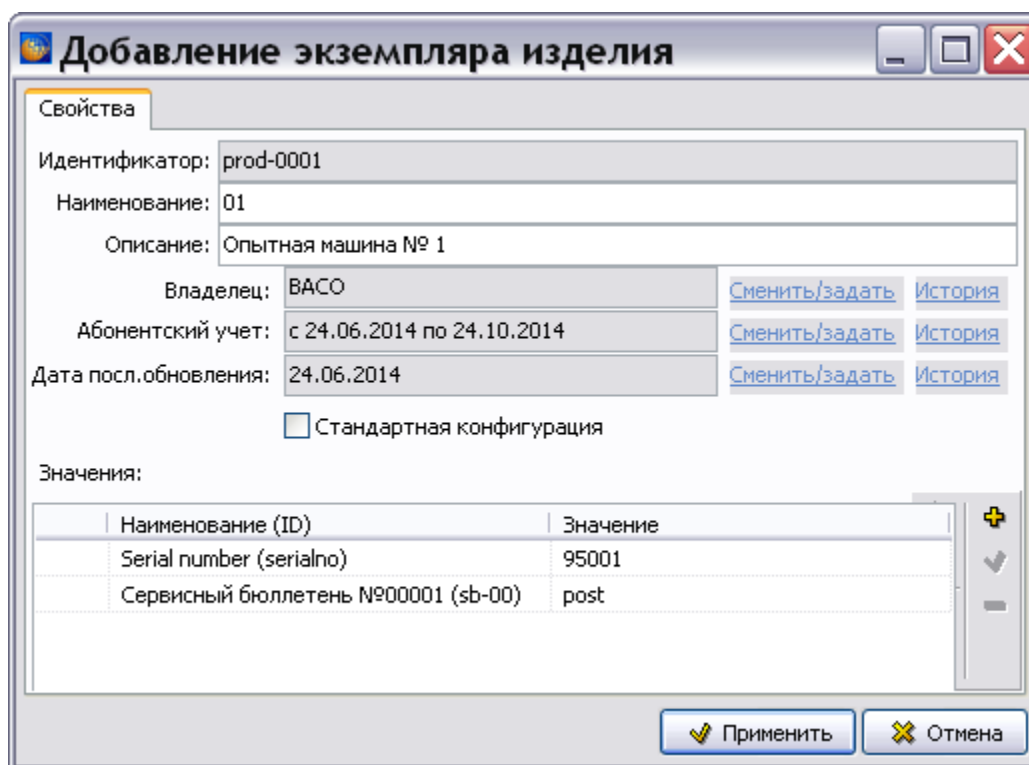 Добавление экземпляра изделия
Свойства
Идентификатор: prod-0001
Наименование: 01
Описание: Опытная машина № 1
Владелец: ВАСО Сменить/задать История
Абонентский учет: с 24.06.2014 по 24.10.2014 Сменить/задать История
Дата посл.обновления: 24.06.2014 Сменить/задать История
Стандартная конфигурация
Значения:
Наименование (ID) Значение
Serial number (serialno) 95001
Сервисный бюллетень №00001 (sb-00) post
Применить Отмена